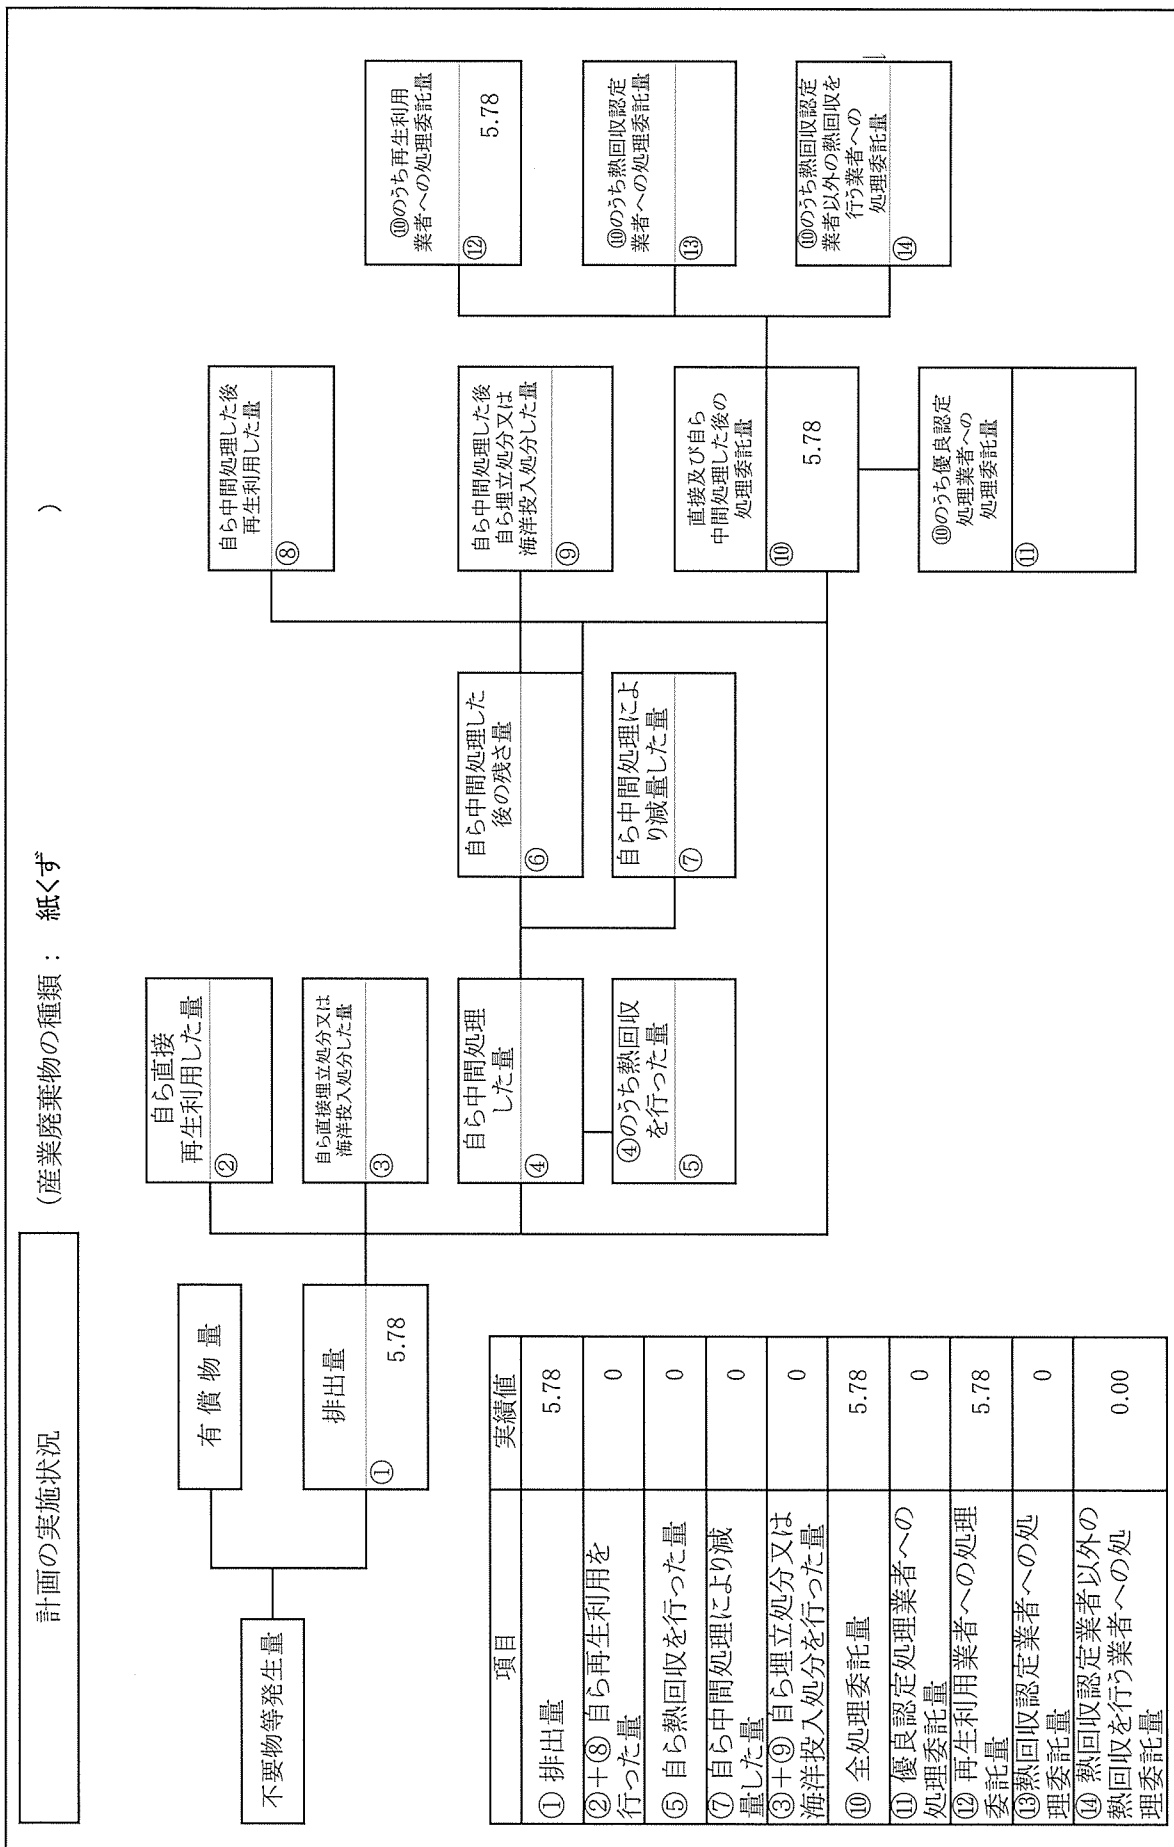 計画の実施状況
（産業廃棄物の種類： 紙くず ）
不要物等発生量
有 償 物 量
排出量
① 5.78
自ら直接
再生利用した量
②
自ら直接埋立処分又は
海洋投入処分した量
③
自ら中間処理
した量
④
④のうち熱回収
を行った量
⑤
自ら中間処理した
後の残さ量
⑥
自ら中間処理によ
り減量した量
⑦
自ら中間処理した後
再生利用した量
⑧
自ら中間処理した後
自ら埋立処分又は
海洋投入処分した量
⑨
直接及び自ら
中間処理した後の
処理委託量
⑩ 5.78
⑩のうち優良認定
処理業者への
処理委託量
⑪
⑩のうち再生利用
業者への処理委託量
⑫ 5.78
⑩のうち熱回収認定
業者への処理委託量
⑬
⑩のうち熱回収認定
業者以外の熱回収を
行う業者への
処理委託量
⑭
項目 実績値
① 排出量 5.78
②＋⑧ 自ら再生利用を
行った量 0
⑤ 自ら熱回収を行った量 0
⑦ 自ら中間処理により減
量した量 0
③＋⑨ 自ら埋立処分又は
海洋投入処分を行った量 0
⑩ 全処理委託量 5.78
⑪ 優良認定処理業者への
処理委託量 0
⑫ 再生利用業者への処理
委託量 5.78
⑬熱回収認定業者への処
理委託量 0
⑭ 熱回収認定業者以外の
熱回収を行う業者への処
理委託量 0.00